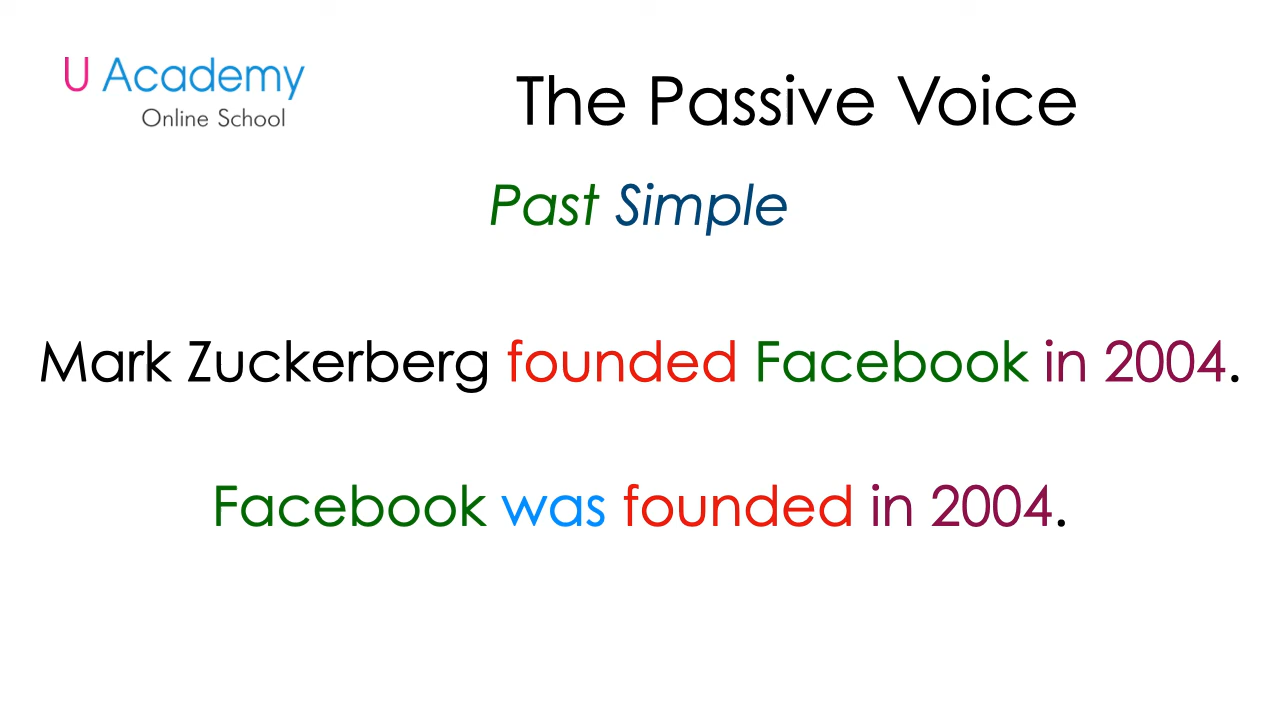 U Academy
Online School
The Passive Voice
Past Simple
Mark Zuckerberg founded Facebook in 2004.
Facebook was founded in 2004.